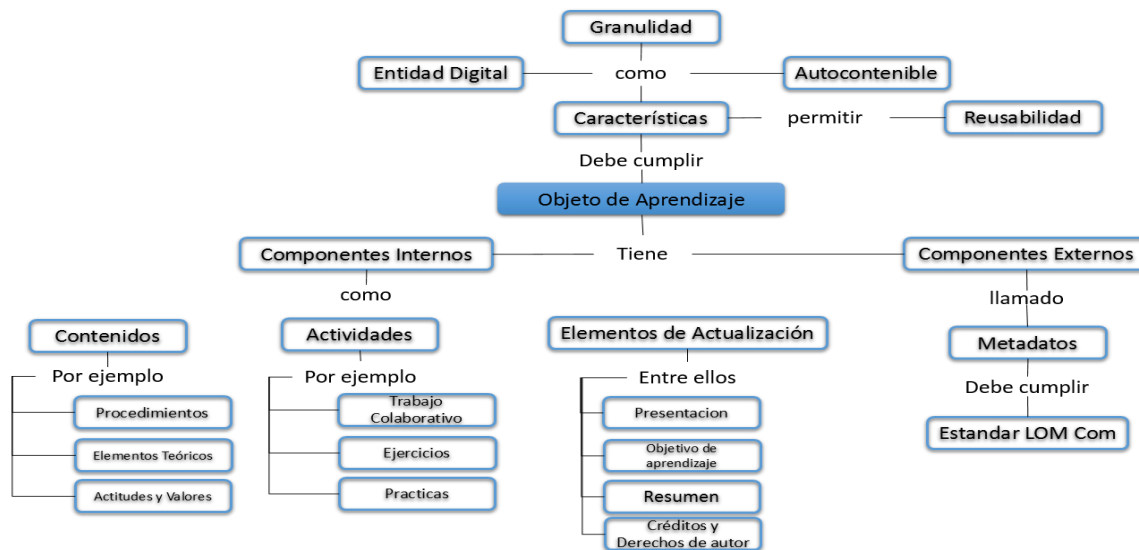 Granulidad
Entidad Digital
como
Autocontenible
Características
permitir
Reusabilidad
Debe cumplir
Objeto de Aprendizaje
Componentes Internos
Tiene
Componentes Externos
como
llamado
Contenidos
Actividades
Elementos de Actualización
Metadatos
Por ejemplo
Por ejemplo
Entre ellos
Debe cumplir
Procedimientos
Trabajo
Colaborativo
Presentacion
Estandar LOM Com
Elementos Teóricos
Ejercicios
Objetivo de
aprendizaje
Actitudes y Valores
Practicas
Resumen
Créditos y
Derechos de autor